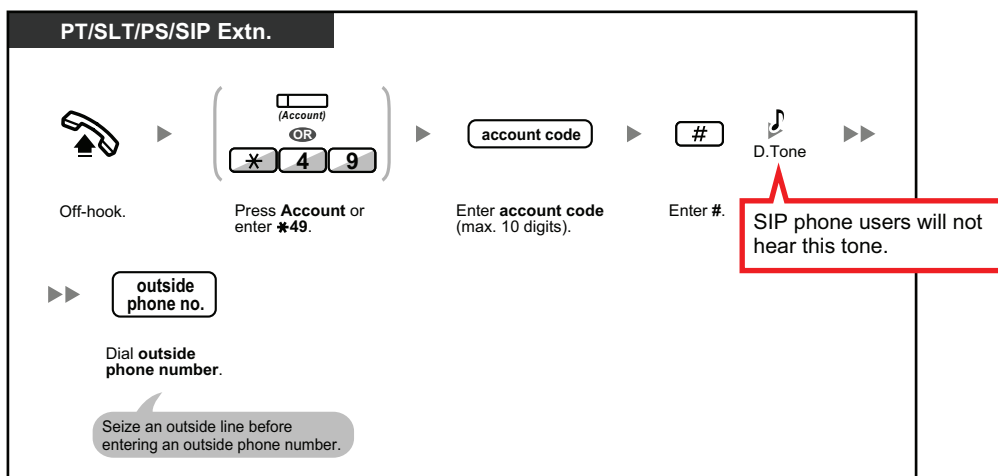 PT/SLT/PS/SIP Extn.
(Account)
OR
* 4 9
account code
#
D.Tone
Off-hook.
Press Account or
enter *49.
Enter account code
(max. 10 digits).
Enter #.
SIP phone users will not
hear this tone.
outside
phone no.
Dial outside
phone number.
Seize an outside line before
entering an outside phone number.